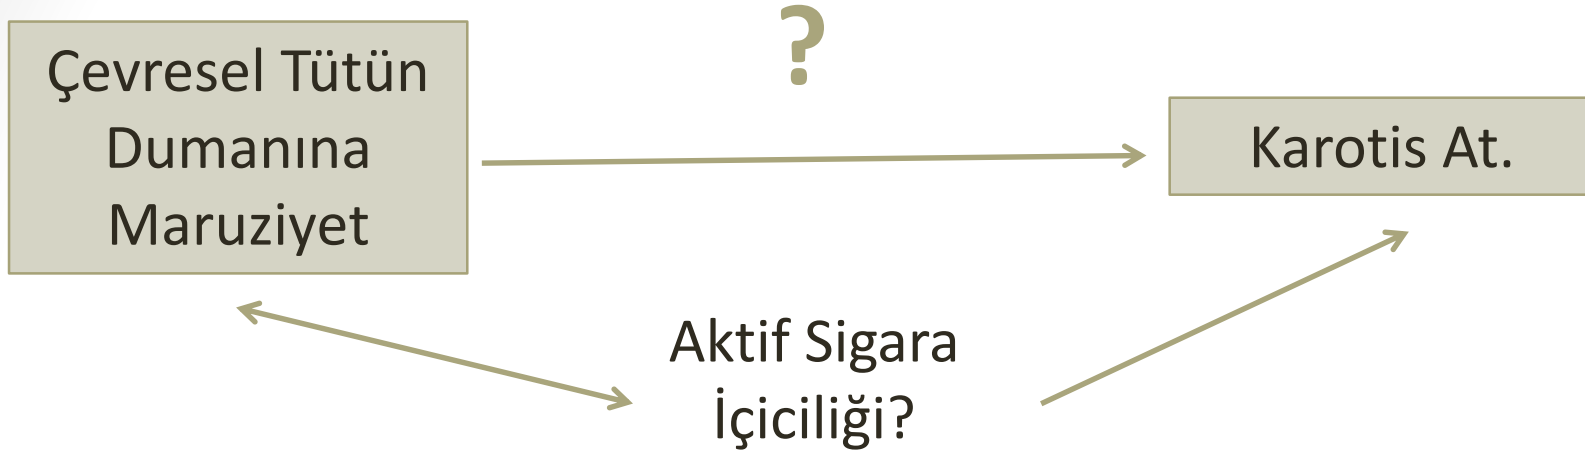 ?
Çevresel Tütün
Dumanına
Maruziyet
Karotis At.
Aktif Sigara
İçiciliği?